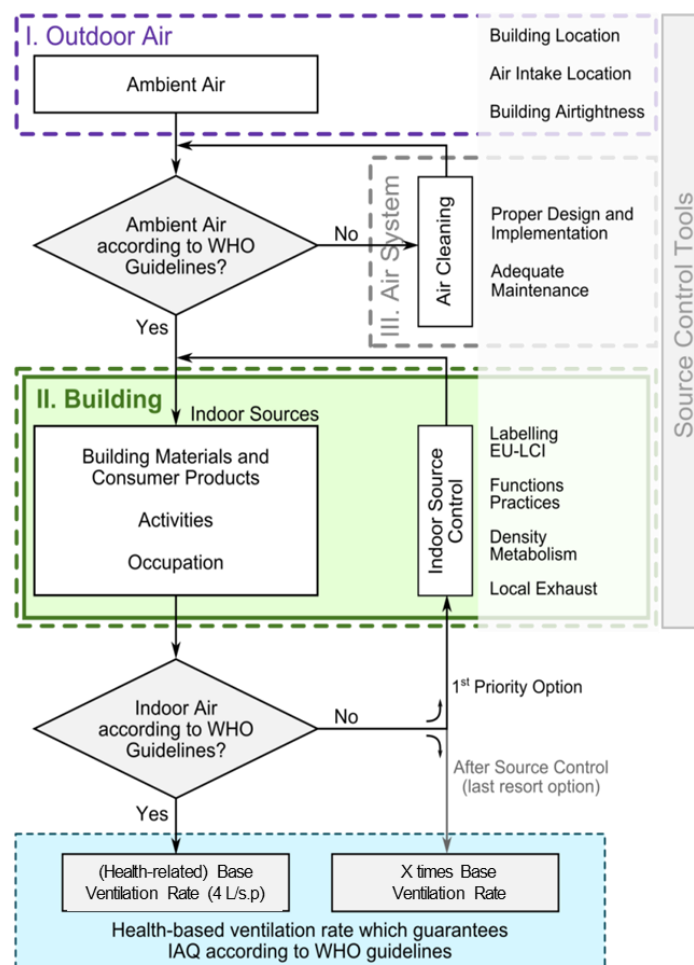 I. Outdoor Air
Building Location
Ambient Air
Air Intake Location
Building Airtightness
Ambient Air
according to WHO
Guidelines?
No
III. Air System
Air Cleaning
Proper Design and
Implementation
Adequate
Maintenance
Source Control Tools
Yes
II. Building
Indoor Sources
Building Materials and
Consumer Products
Activities
Occupation
Indoor Source
Control
Labelling
EU-LCI
Functions
Practices
Density
Metabolism
Local Exhaust
Indoor Air
according to WHO
Guidelines?
No
1st Priority Option
After Source Control
(last resort option)
Yes
(Health-related) Base
Ventilation Rate (4 L/s.p)
X times Base
Ventilation Rate
Health-based ventilation rate which guarantees
IAQ according to WHO guidelines